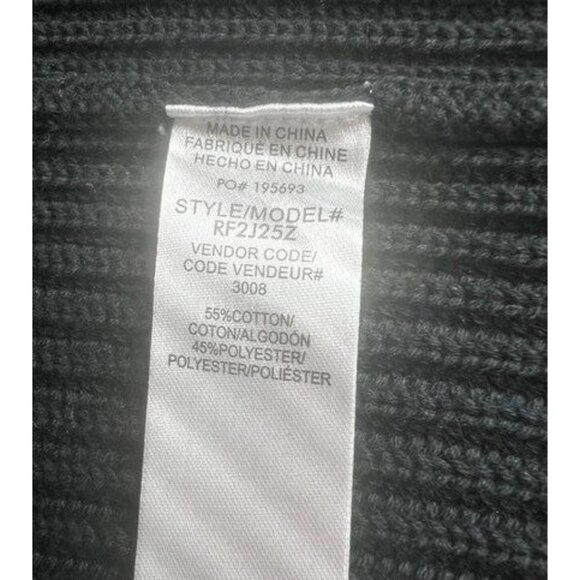 MADE IN CHINA
FABRIQUÉ EN CHINE
HECHO EN CHINA
PO# 195693
STYLE/MODEL#
RF2J25Z
VENDOR CODE/
CODE VENDEUR#
3008
55%COTTON/
COTON/ALGODÓN
45%POLYESTER/
POLYESTER/POLIÉSTER